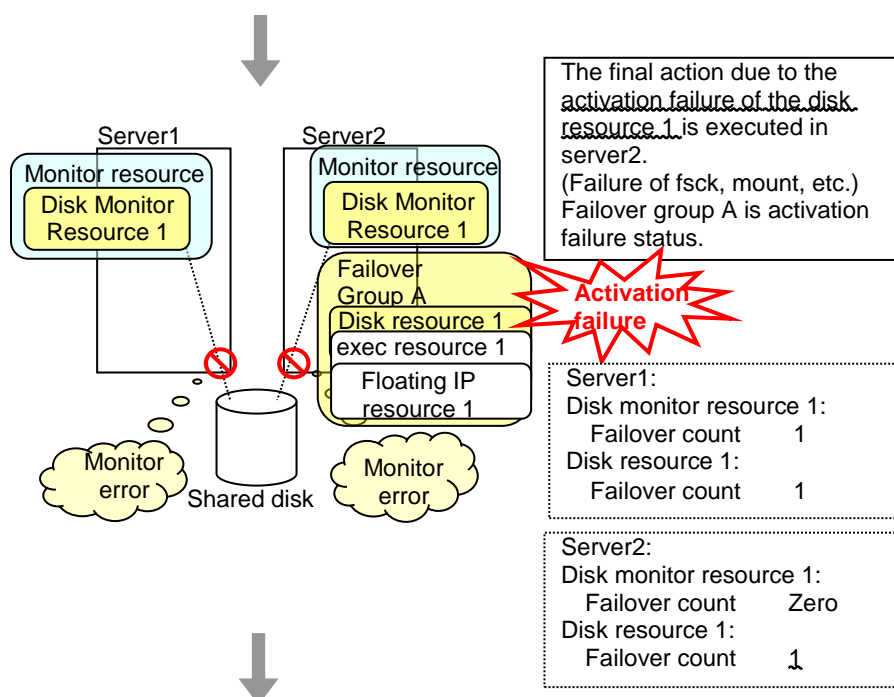 The final action due to the
activation failure of the disk
resource 1 is executed in
server2.
(Failure of fsck, mount, etc.)
Failover group A is activation
failure status.
Server1
Server2
Monitor resource
Disk Monitor
Resource 1
Monitor resource
Disk Monitor
Resource 1
Failover
Group A
Disk resource 1
exec resource 1
Floating IP
resource 1
Activation
failure
Monitor
error
Shared disk
Monitor
error
Server1:
Disk monitor resource 1:
Failover count 1
Disk resource 1:
Failover count 1
Server2:
Disk monitor resource 1:
Failover count Zero
Disk resource 1:
Failover count 1